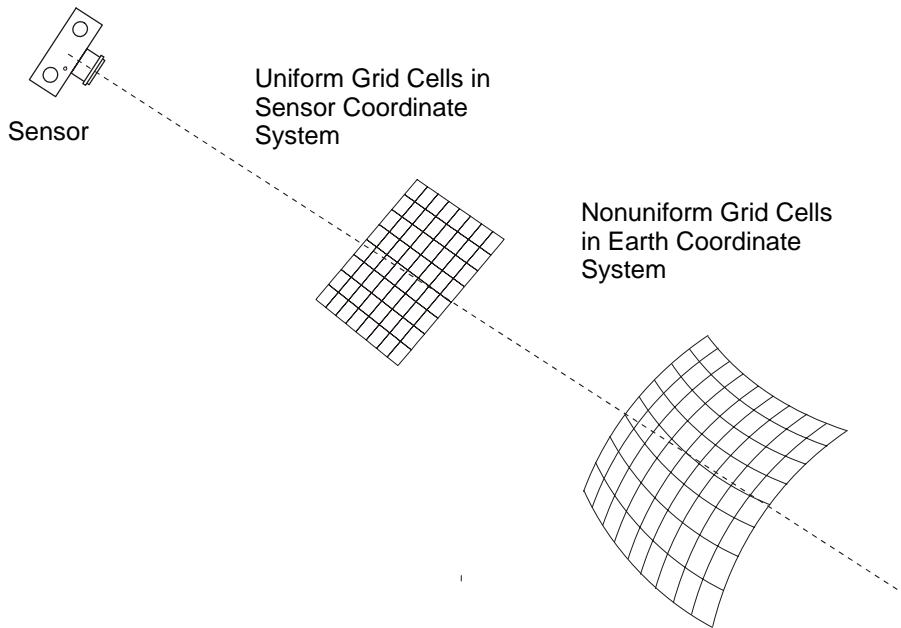 Sensor
Uniform Grid Cells in
Sensor Coordinate
System
Nonuniform Grid Cells
in Earth Coordinate
System